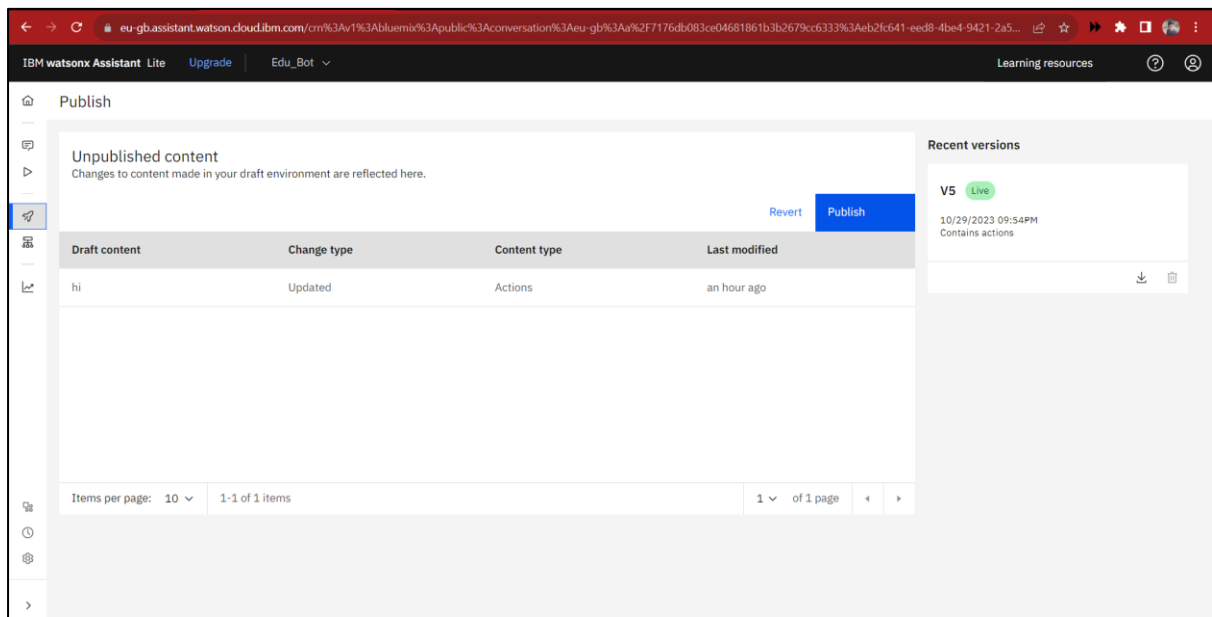 eu-gb.assistant.watson.cloud.ibm.com/crn%3Av1%3Abluemix%3Apublic%3Aconversation%3Aeu-gb%3Aa%2F7176db083ce04681861b3b2679cc6333%3Aeb2fc641-eed8-4be4-9421-2a5...
IBM watsonx Assistant Lite Upgrade Edu_Bot Learning resources
Publish
Unpublished content
Changes to content made in your draft environment are reflected here.
Revert Publish
Draft content Change type Content type Last modified
hi Updated Actions an hour ago
Items per page: 10 1-1 of 1 items 1 of 1 page
Recent versions
V5 Live
10/29/2023 09:54PM
Contains actions